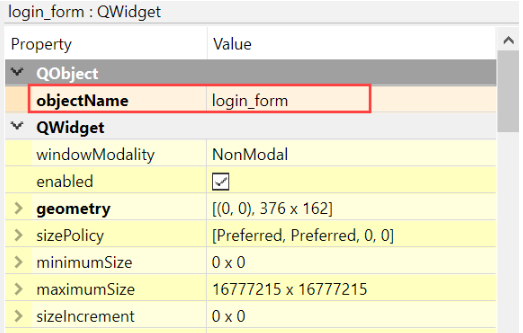 login_form : QWidget
Property Value
QObject
objectName login_form
QWidget
windowModality NonModal
enabled
geometry [(0, 0), 376 x 162]
sizePolicy [Preferred, Preferred, 0, 0]
minimumSize 0 x 0
maximumSize 16777215 x 16777215
sizeIncrement 0 x 0